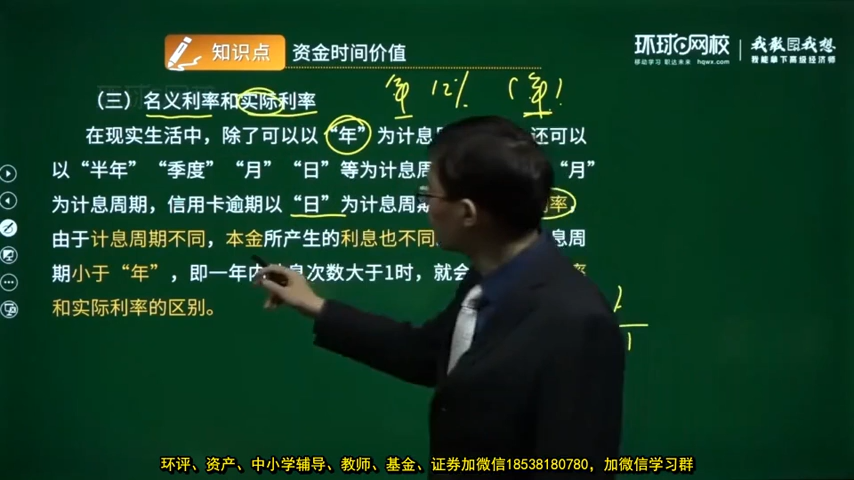 知识点 资金时间价值
环球网校 | 我敢因我想
移动学习 职达未来 hqwx.com 我能拿下高级经济师
(三)名义利率和实际利率
年 12% (年)
在现实生活中，除了可以以“年”为计息 还可以
以“半年”“季度”“月”“日”等为计息周 “月”
为计息周期，信用卡逾期以“日”为计息周期 率
由于计息周期不同，本金所产生的利息也不同 息周
期小于“年”，即一年内 息次数大于1时，就会 率
和实际利率的区别。
环评、资产、中小学辅导、教师、基金、证券加微信18538180780，加微信学习群